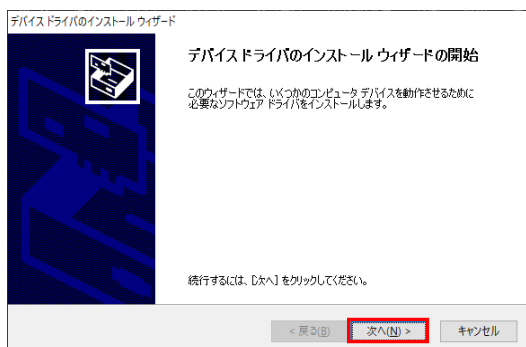 デバイス ドライバのインストール ウィザード
デバイス ドライバのインストール ウィザードの開始
このウィザードでは、いくつかのコンピュータ デバイスを動作させるために
必要なソフトウェア ドライバをインストールします。
続行するには、[次へ] をクリックしてください。
< 戻る(B)
次へ(N) >
キャンセル